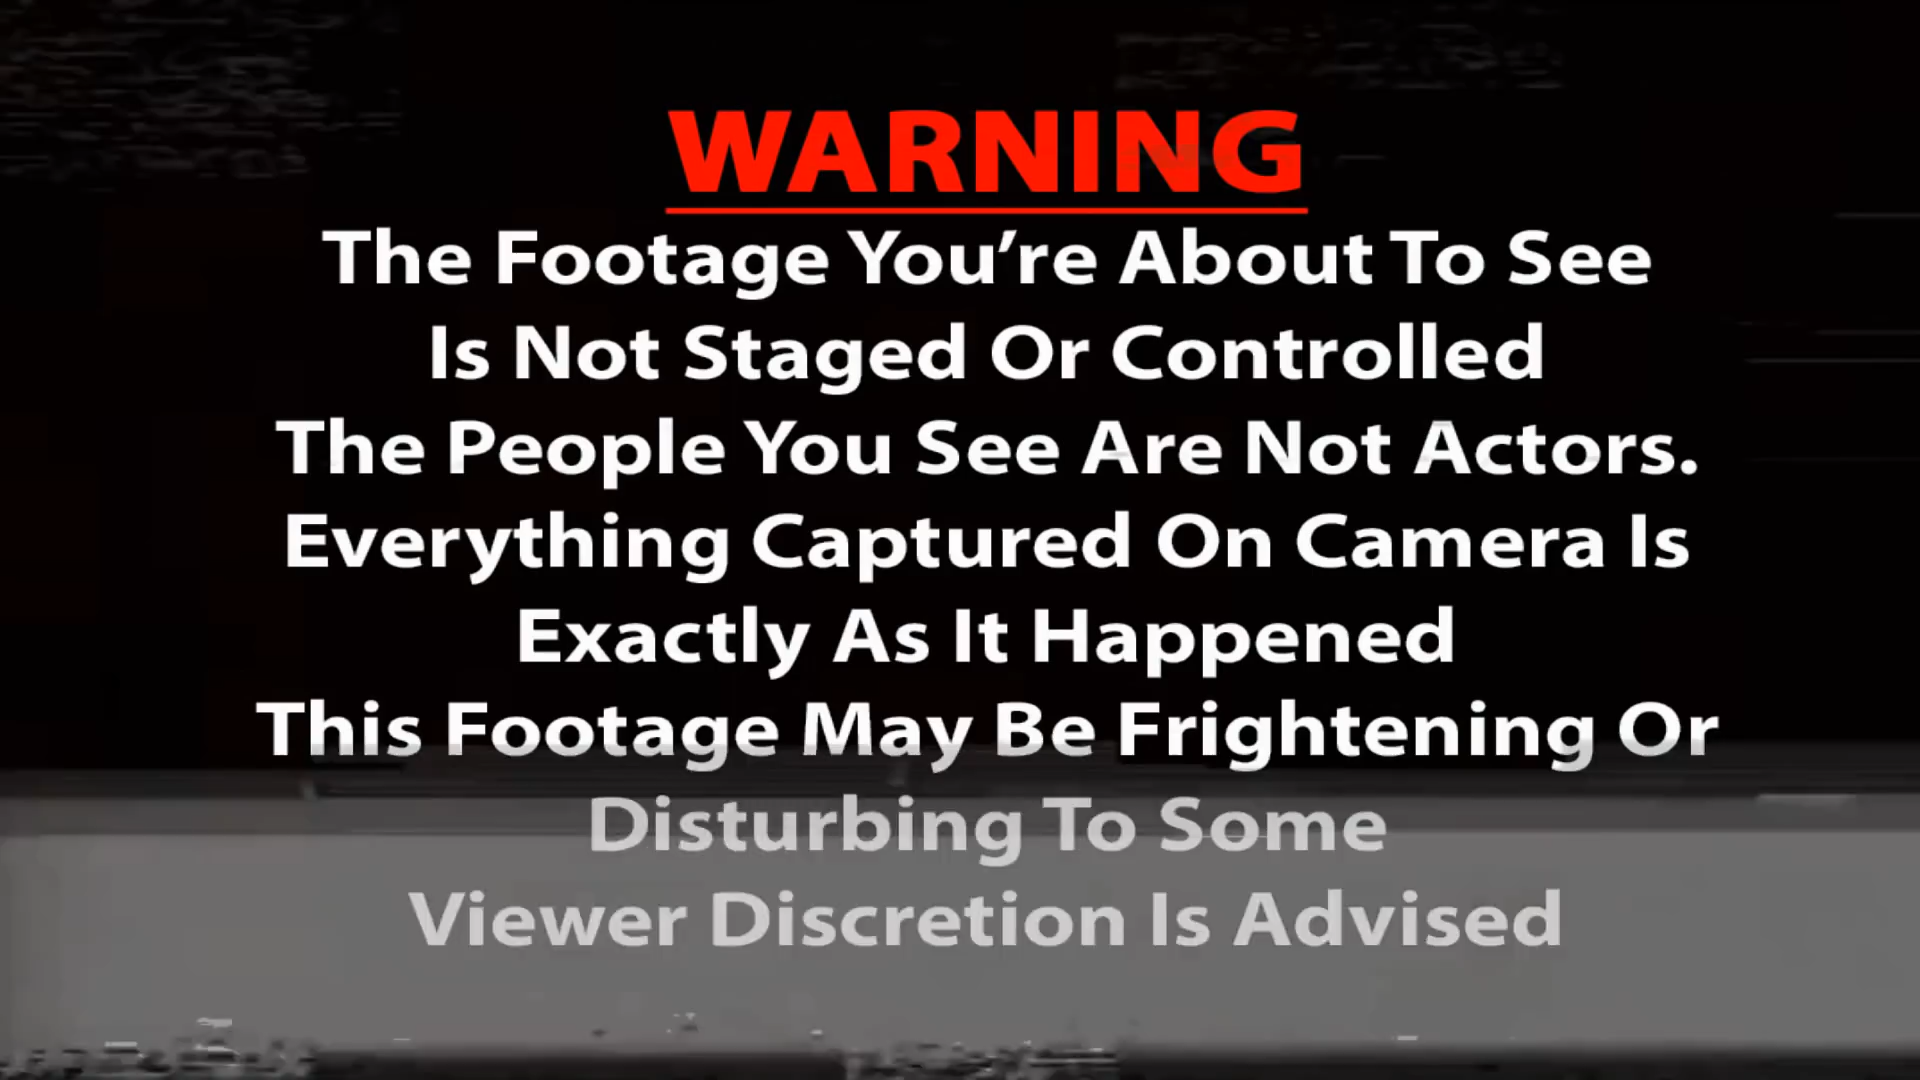 WARNING
The Footage You’re About To See
Is Not Staged Or Controlled
The People You See Are Not Actors.
Everything Captured On Camera Is
Exactly As It Happened
This Footage May Be Frightening Or
Disturbing To Some
Viewer Discretion Is Advised